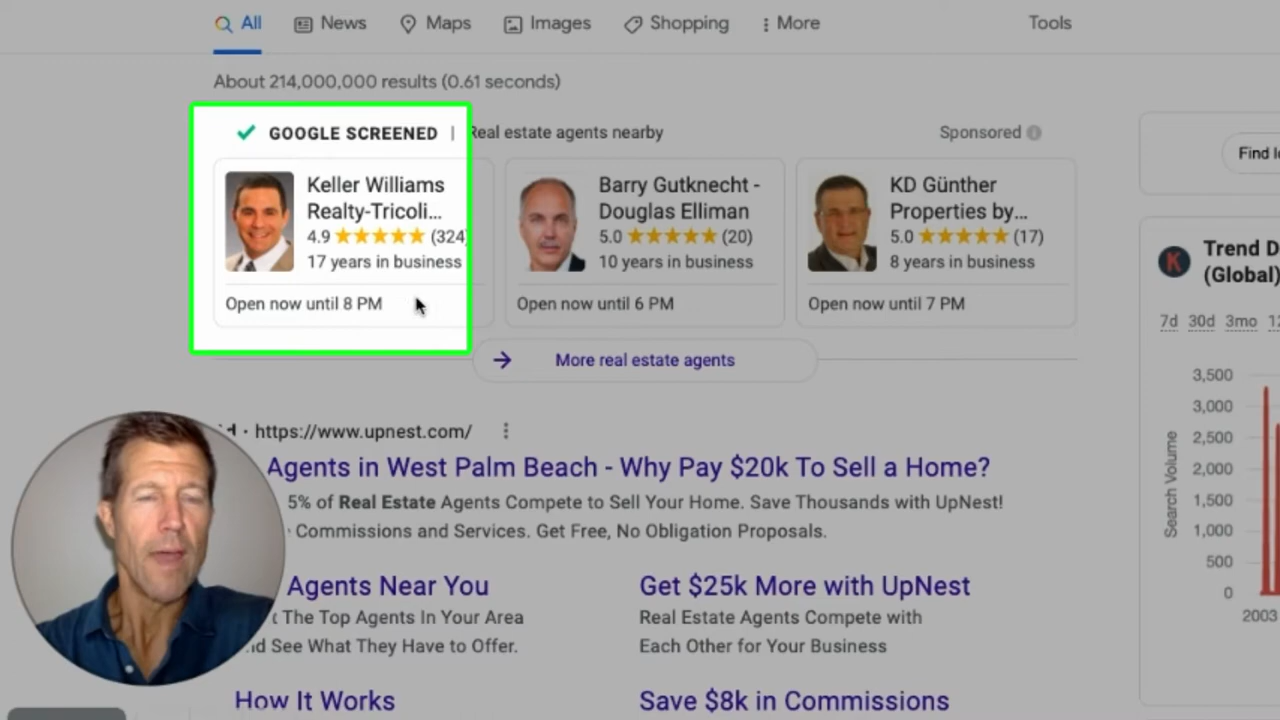 All News Maps Images Shopping More Tools
About 214,000,000 results (0.61 seconds)
GOOGLE SCREENED | Real estate agents nearby Sponsored
Keller Williams
Realty-Tricoli...
4.9 (324)
17 years in business
Open now until 8 PM
Barry Gutknecht -
Douglas Elliman
5.0 (20)
10 years in business
Open now until 6 PM
KD Günther
Properties by...
5.0 (17)
8 years in business
Open now until 7 PM
More real estate agents
· https://www.upnest.com/
Agents in West Palm Beach - Why Pay $20k To Sell a Home?
5% of Real Estate Agents Compete to Sell Your Home. Save Thousands with UpNest!
Commissions and Services. Get Free, No Obligation Proposals.
Agents Near You
The Top Agents In Your Area
See What They Have to Offer.
Get $25k More with UpNest
Real Estate Agents Compete with
Each Other for Your Business
How It Works
Save $8k in Commissions
Find
K
Trend
(Global)
7d 30d 3mo
3,500
3,000
2,500
2,000
1,500
1,000
500
0
Search Volume
2003